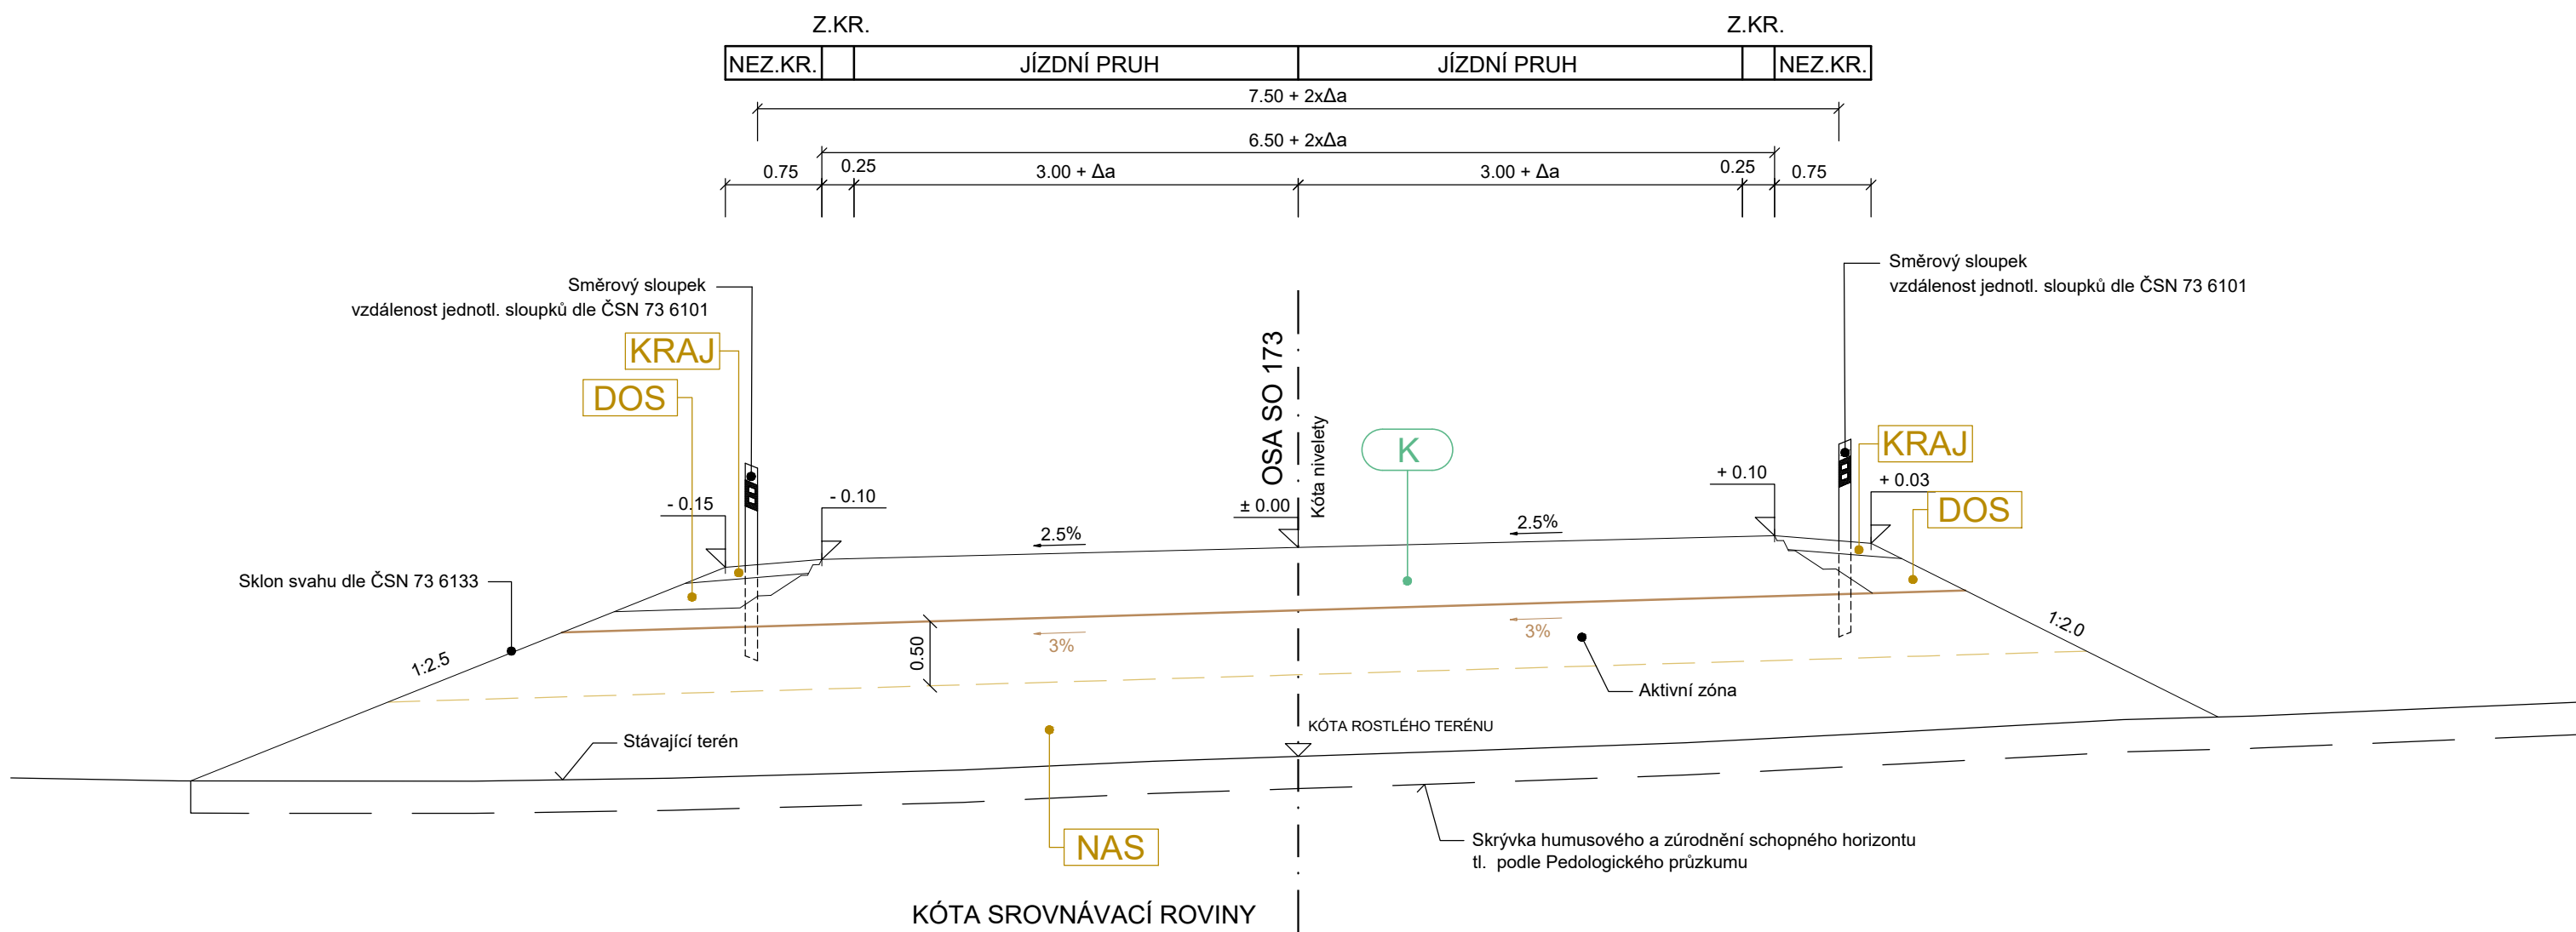 Z.KR.
Z.KR.
NEZ.KR.
JÍZDNÍ PRUH
JÍZDNÍ PRUH
NEZ.KR.
7.50 + 2xΔa
6.50 + 2xΔa
0.75
0.25
3.00 + Δa
3.00 + Δa
0.25
0.75
Směrový sloupek
vzdálenost jednotl. sloupků dle ČSN 73 6101
Směrový sloupek
vzdálenost jednotl. sloupků dle ČSN 73 6101
KRAJ
DOS
OSA SO 173
Kóta nivelety
K
KRAJ
DOS
- 0.15
- 0.10
± 0.00
+ 0.10
+ 0.03
2.5%
2.5%
Sklon svahu dle ČSN 73 6133
1:2.5
0.50
3%
3%
1:2.0
Aktivní zóna
Stávající terén
KÓTA ROSTLÉHO TERÉNU
NAS
Skrývka humusového a zúrodnění schopného horizontu
tl. podle Pedologického průzkumu
KÓTA SROVNÁVACÍ ROVINY